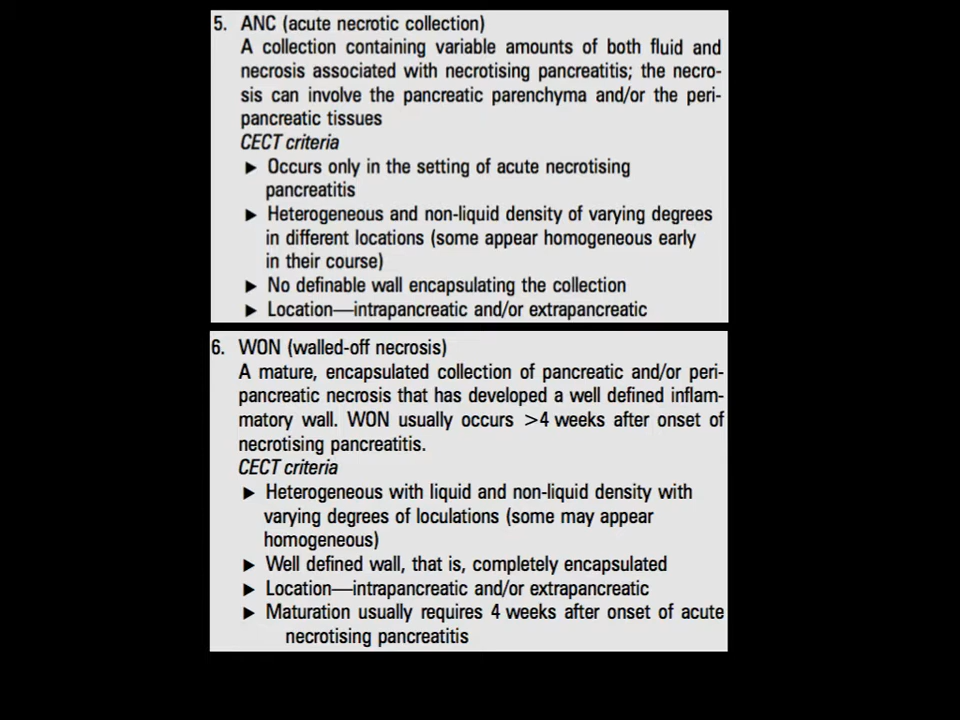 5. ANC (acute necrotic collection)
A collection containing variable amounts of both fluid and
necrosis associated with necrotising pancreatitis; the necro-
sis can involve the pancreatic parenchyma and/or the peri-
pancreatic tissues
CECT criteria
► Occurs only in the setting of acute necrotising
pancreatitis
► Heterogeneous and non-liquid density of varying degrees
in different locations (some appear homogeneous early
in their course)
► No definable wall encapsulating the collection
► Location—intrapancreatic and/or extrapancreatic
6. WON (walled-off necrosis)
A mature, encapsulated collection of pancreatic and/or peri-
pancreatic necrosis that has developed a well defined inflam-
matory wall. WON usually occurs >4 weeks after onset of
necrotising pancreatitis.
CECT criteria
► Heterogeneous with liquid and non-liquid density with
varying degrees of loculations (some may appear
homogeneous)
► Well defined wall, that is, completely encapsulated
► Location—intrapancreatic and/or extrapancreatic
► Maturation usually requires 4 weeks after onset of acute
necrotising pancreatitis